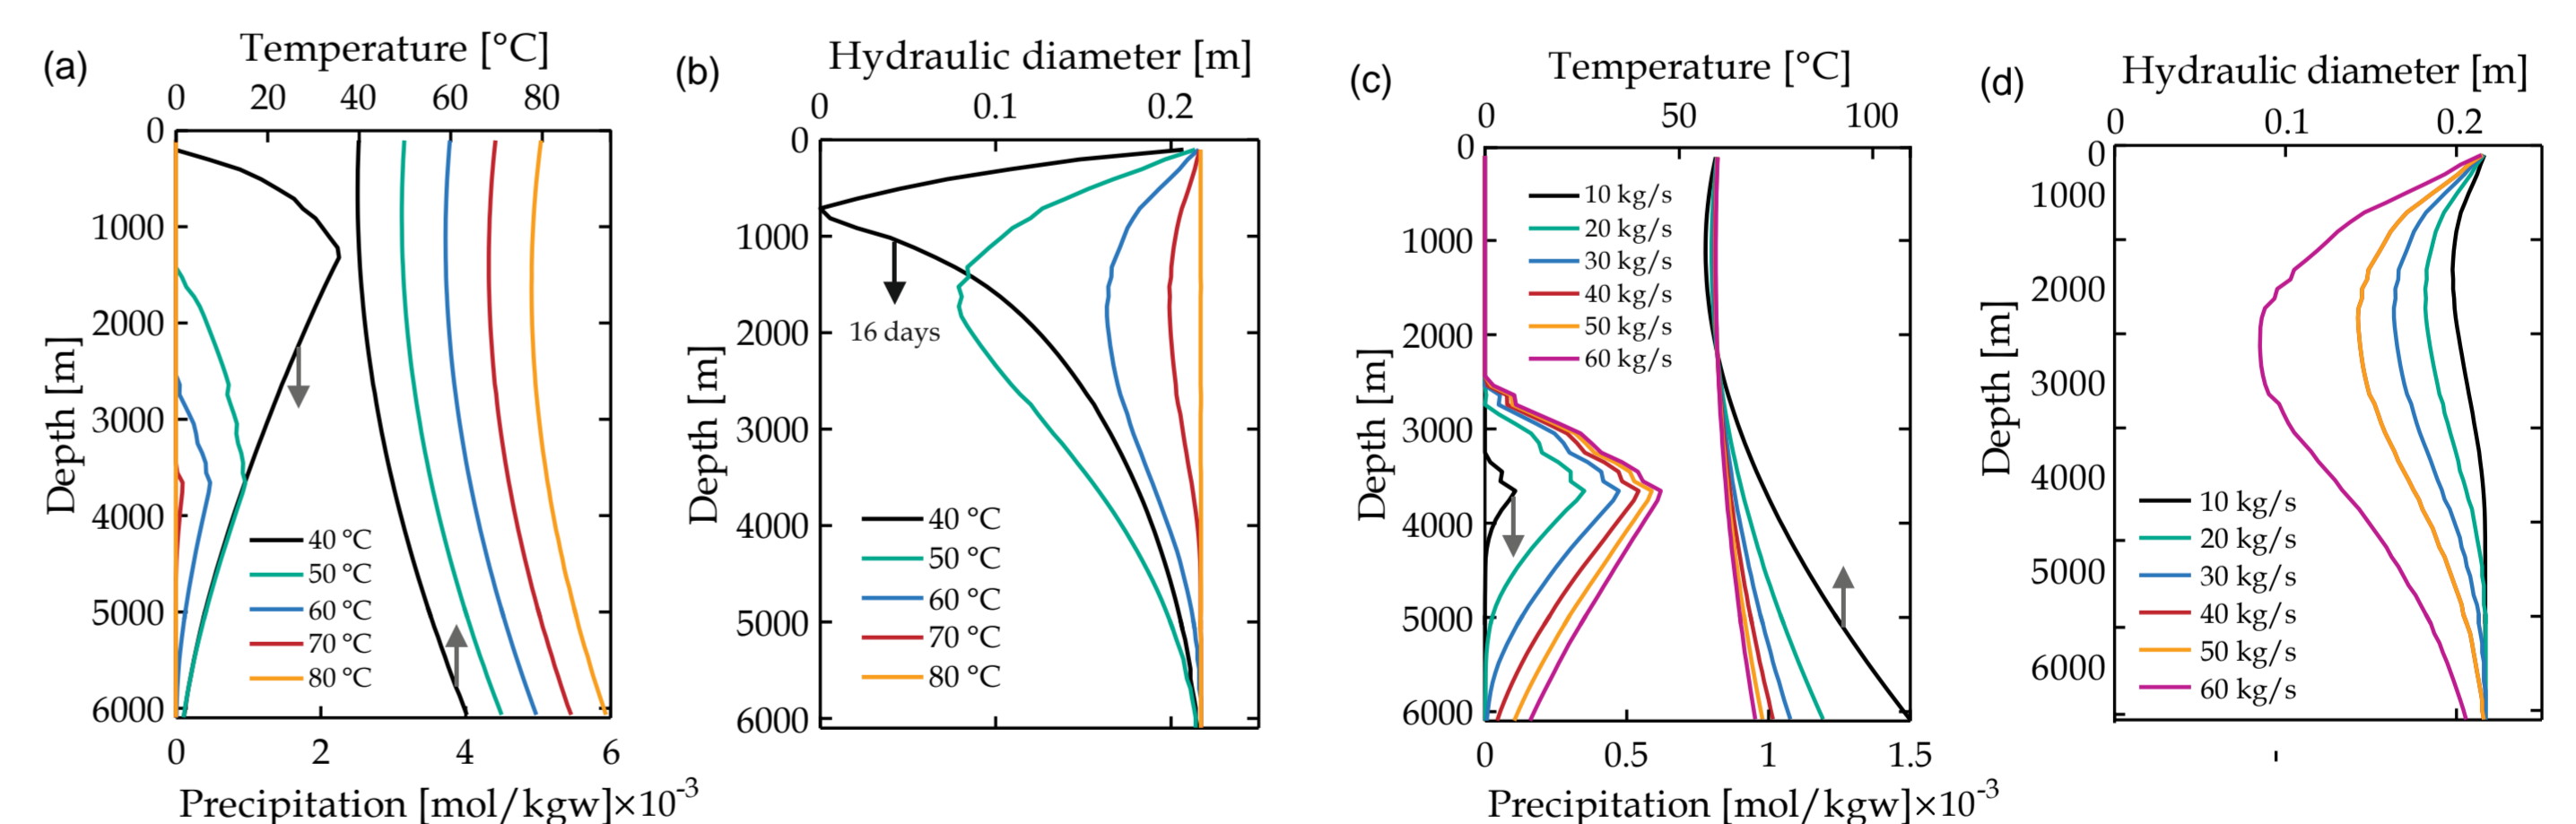 (a)
Temperature [°C]
0 20 40 60 80
0
1000
2000
3000
4000
5000
6000
Depth [m]
40 °C
50 °C
60 °C
70 °C
80 °C
0 2 4 6
Precipitation [mol/kgw]×10⁻³
(b)
Hydraulic diameter [m]
0 0.1 0.2
0
1000
2000
3000
4000
5000
6000
Depth [m]
16 days
40 °C
50 °C
60 °C
70 °C
80 °C
(c)
Temperature [°C]
0 50 100
0
1000
2000
3000
4000
5000
6000
Depth [m]
10 kg/s
20 kg/s
30 kg/s
40 kg/s
50 kg/s
60 kg/s
0 0.5 1 1.5
Precipitation [mol/kgw]×10⁻³
(d)
Hydraulic diameter [m]
0 0.1 0.2
0
1000
2000
3000
4000
5000
6000
Depth [m]
10 kg/s
20 kg/s
30 kg/s
40 kg/s
50 kg/s
60 kg/s